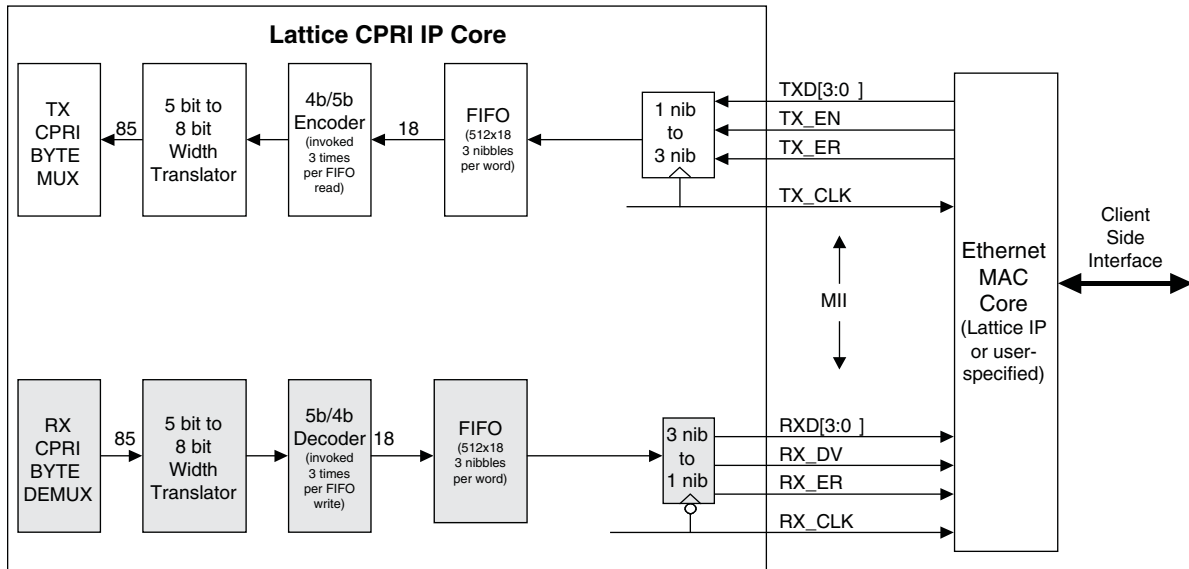 Lattice CPRI IP Core
TX
CPRI
BYTE
MUX
85
5 bit to
8 bit
Width
Translator
4b/5b
Encoder
(invoked
3 times
per FIFO
read)
18
FIFO
(512x18
3 nibbles
per word)
1 nib
to
3 nib
TXD[3:0 ]
TX_EN
TX_ER
TX_CLK
MII
Ethernet
MAC
Core
(Lattice IP
or user-
specified)
Client
Side
Interface
RX
CPRI
BYTE
DEMUX
85
5 bit to
8 bit
Width
Translator
5b/4b
Decoder
(invoked
3 times
per FIFO
write)
18
FIFO
(512x18
3 nibbles
per word)
3 nib
to
1 nib
RXD[3:0 ]
RX_DV
RX_ER
RX_CLK